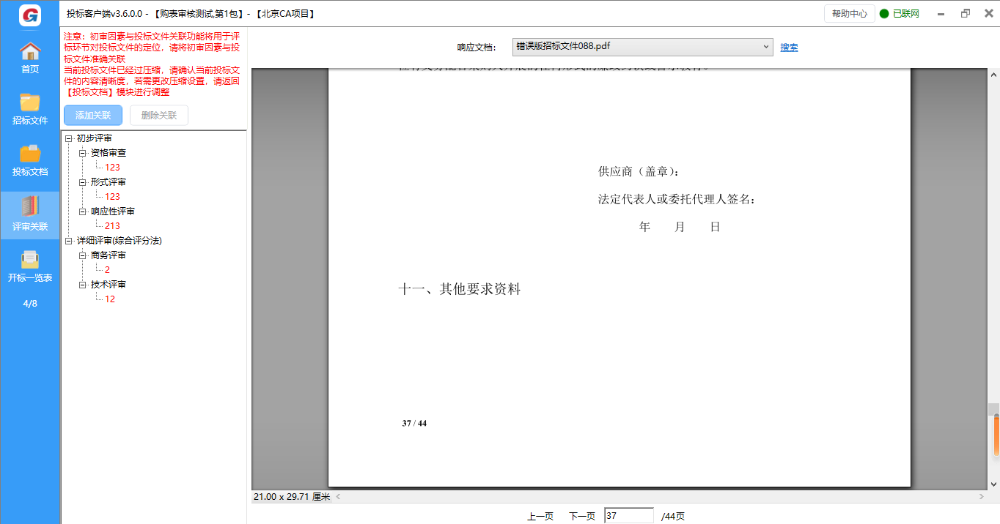 投标客户端v3.6.0.0 - 【购表审核测试,第1包】- 【北京CA项目】
帮助中心
已联网
首页
招标文件
投标文档
评审关联
开标一览表
4/8
注意：初审因素与投标文件关联功能将用于评
标环节对投标文件的定位，请将初审因素与投
标文件准确关联
当前投标文件已经过压缩，请确认当前投标文
件的内容清晰度，若需更改压缩设置，请返回
【投标文档】模块进行调整
添加关联 删除关联
初步评审
资格审查
123
形式评审
123
响应性评审
213
详细评审(综合评分法)
商务评审
2
技术评审
12
响应文档：
错误版招标文件088.pdf
搜索
供应商（盖章）：
法定代表人或委托代理人签名：
年 月 日
十一、其他要求资料
37 / 44
21.00 x 29.71 厘米
上一页 下一页 37 /44页